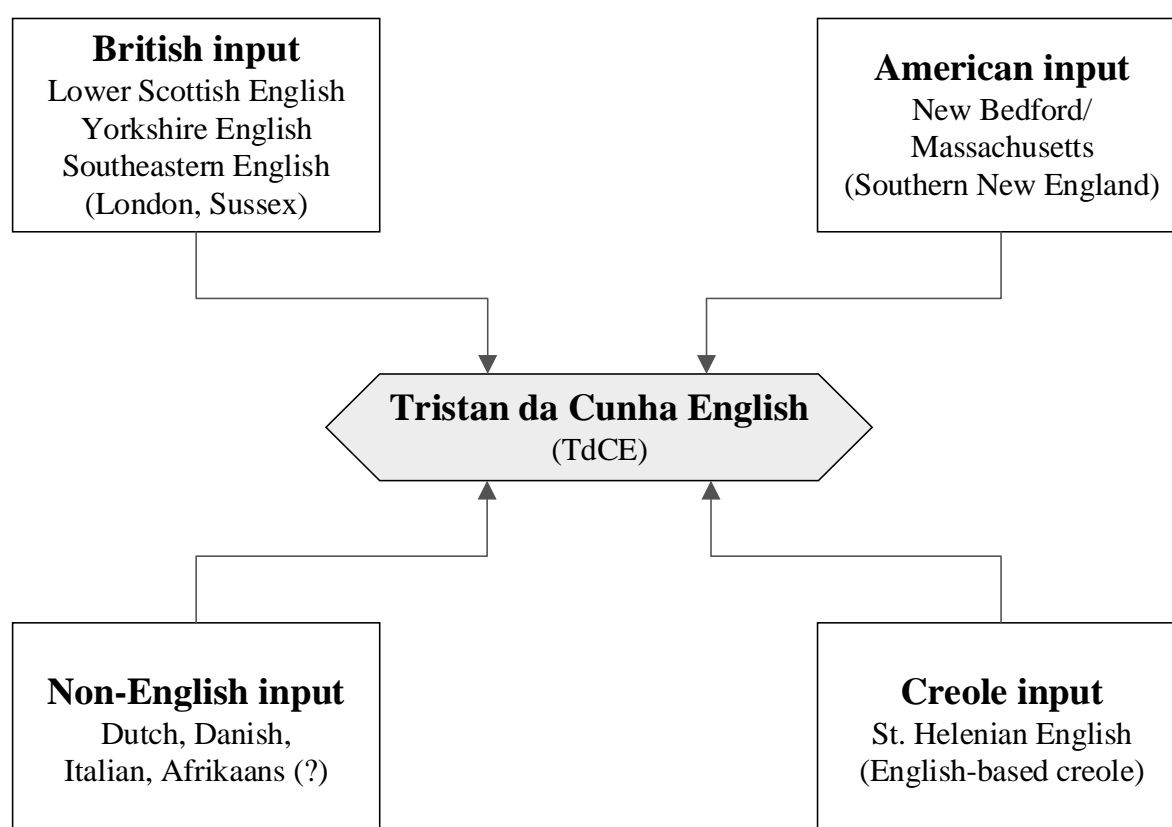 British input
Lower Scottish English
Yorkshire English
Southeastern English
(London, Sussex)
American input
New Bedford/
Massachusetts
(Southern New England)
Tristan da Cunha English
(TdCE)
Non-English input
Dutch, Danish,
Italian, Afrikaans (?)
Creole input
St. Helenian English
(English-based creole)